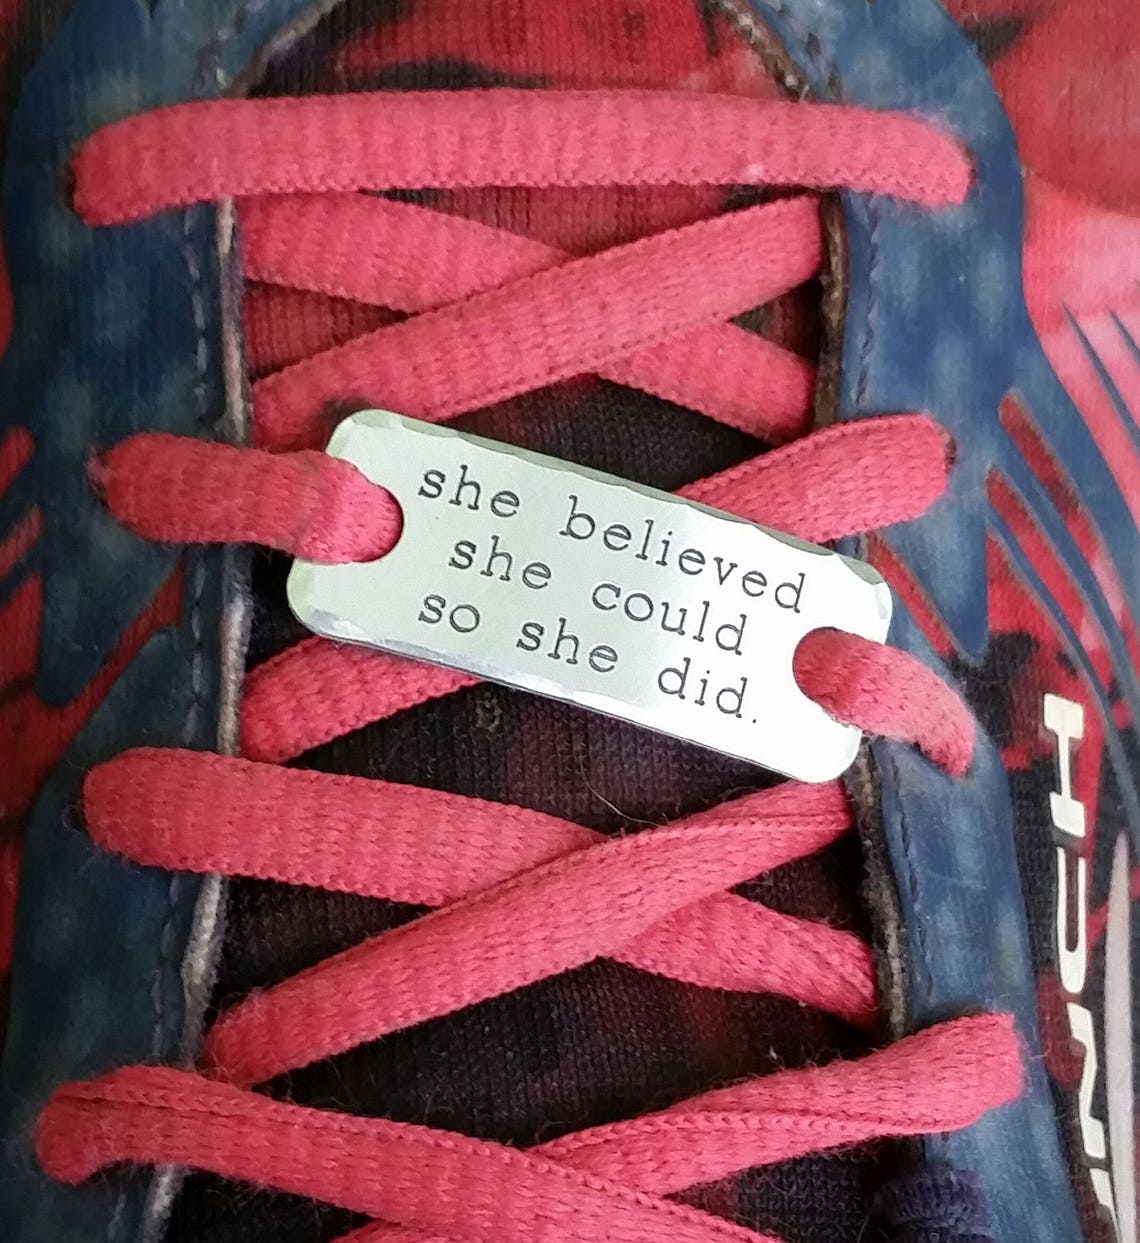 she believed
she could
so she did.